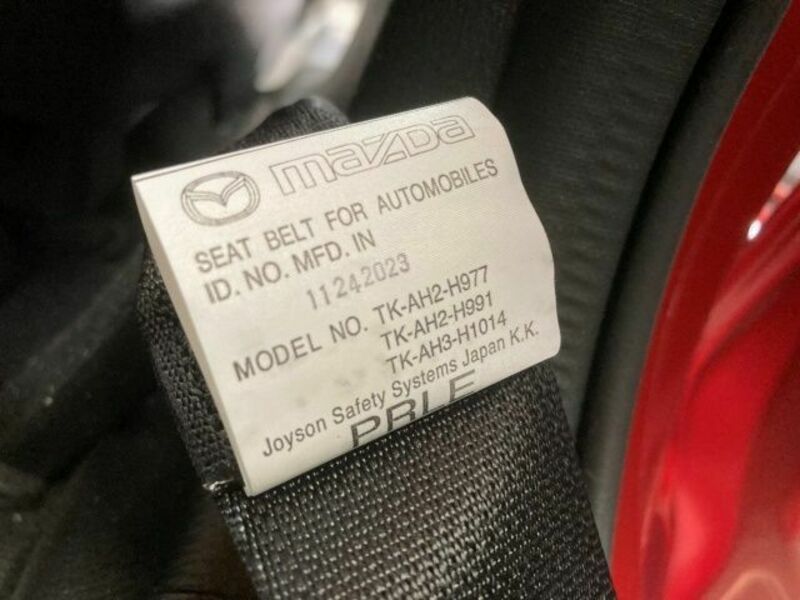 mazda
SEAT BELT FOR AUTOMOBILES
ID. NO. MFD. IN
11242023
MODEL NO. TK-AH2-H977
TK-AH2-H991
TK-AH3-H1014
Joyson Safety Systems Japan K.K.
PRLE